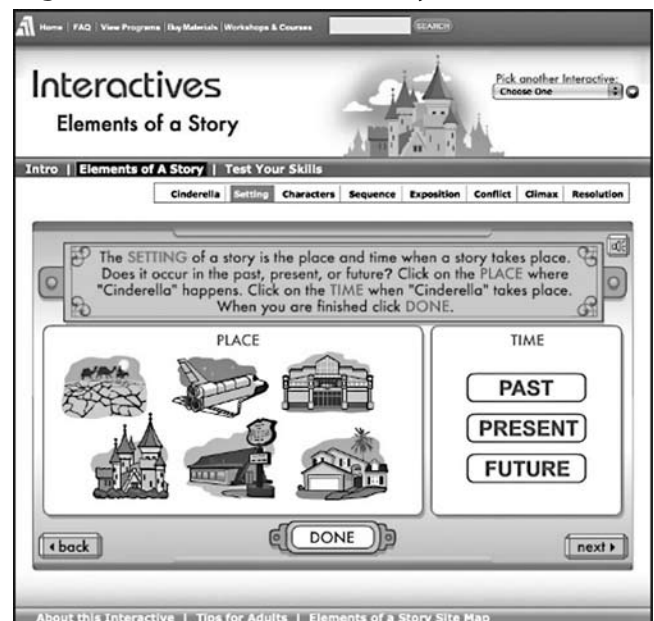 Home | FAQ | View Programs | Buy Materials | Workshops & Courses SEARCH
Interactives
Elements of a Story
Pick another Interactive:
Choose One
Intro | Elements of A Story | Test Your Skills
Cinderella Setting Characters Sequence Exposition Conflict Climax Resolution
The SETTING of a story is the place and time when a story takes place.
Does it occur in the past, present, or future? Click on the PLACE where
"Cinderella" happens. Click on the TIME when "Cinderella" takes place.
When you are finished click DONE.
PLACE
TIME
PAST
PRESENT
FUTURE
back
DONE
next
About this Interactive | Tips for Adults | Elements of a Story Site Map